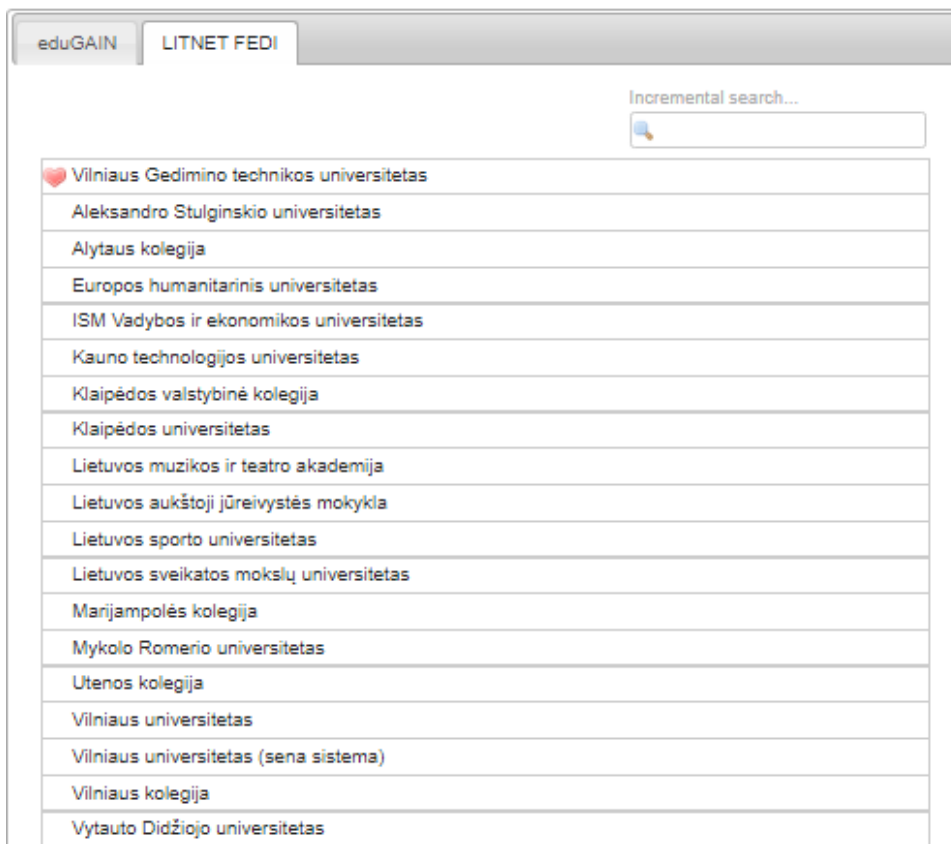 eduGAIN LITNET FEDI
Incremental search...
Vilniaus Gedimino technikos universitetas
Aleksandro Stulginskio universitetas
Alytaus kolegija
Europos humanitarinis universitetas
ISM Vadybos ir ekonomikos universitetas
Kauno technologijos universitetas
Klaipėdos valstybinė kolegija
Klaipėdos universitetas
Lietuvos muzikos ir teatro akademija
Lietuvos aukštoji jūreivystės mokykla
Lietuvos sporto universitetas
Lietuvos sveikatos mokslų universitetas
Marijampolės kolegija
Mykolo Romerio universitetas
Utenos kolegija
Vilniaus universitetas
Vilniaus universitetas (sena sistema)
Vilniaus kolegija
Vytauto Didžiojo universitetas